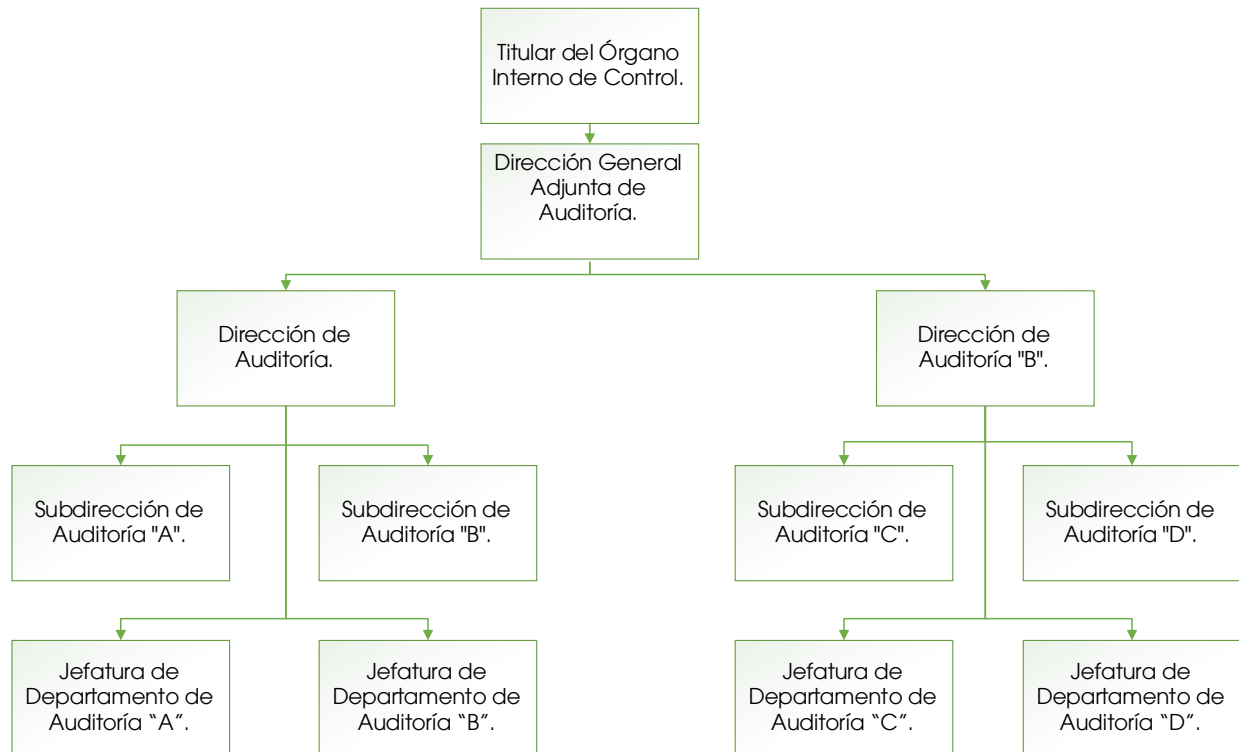 Titular del Órgano
Interno de Control.
Dirección General
Adjunta de
Auditoría.
Dirección de
Auditoría.
Dirección de
Auditoría "B".
Subdirección de
Auditoría "A".
Subdirección de
Auditoría "B".
Subdirección de
Auditoría "C".
Subdirección de
Auditoría "D".
Jefatura de
Departamento de
Auditoría “A”.
Jefatura de
Departamento de
Auditoría “B”.
Jefatura de
Departamento de
Auditoría “C”.
Jefatura de
Departamento de
Auditoría “D”.